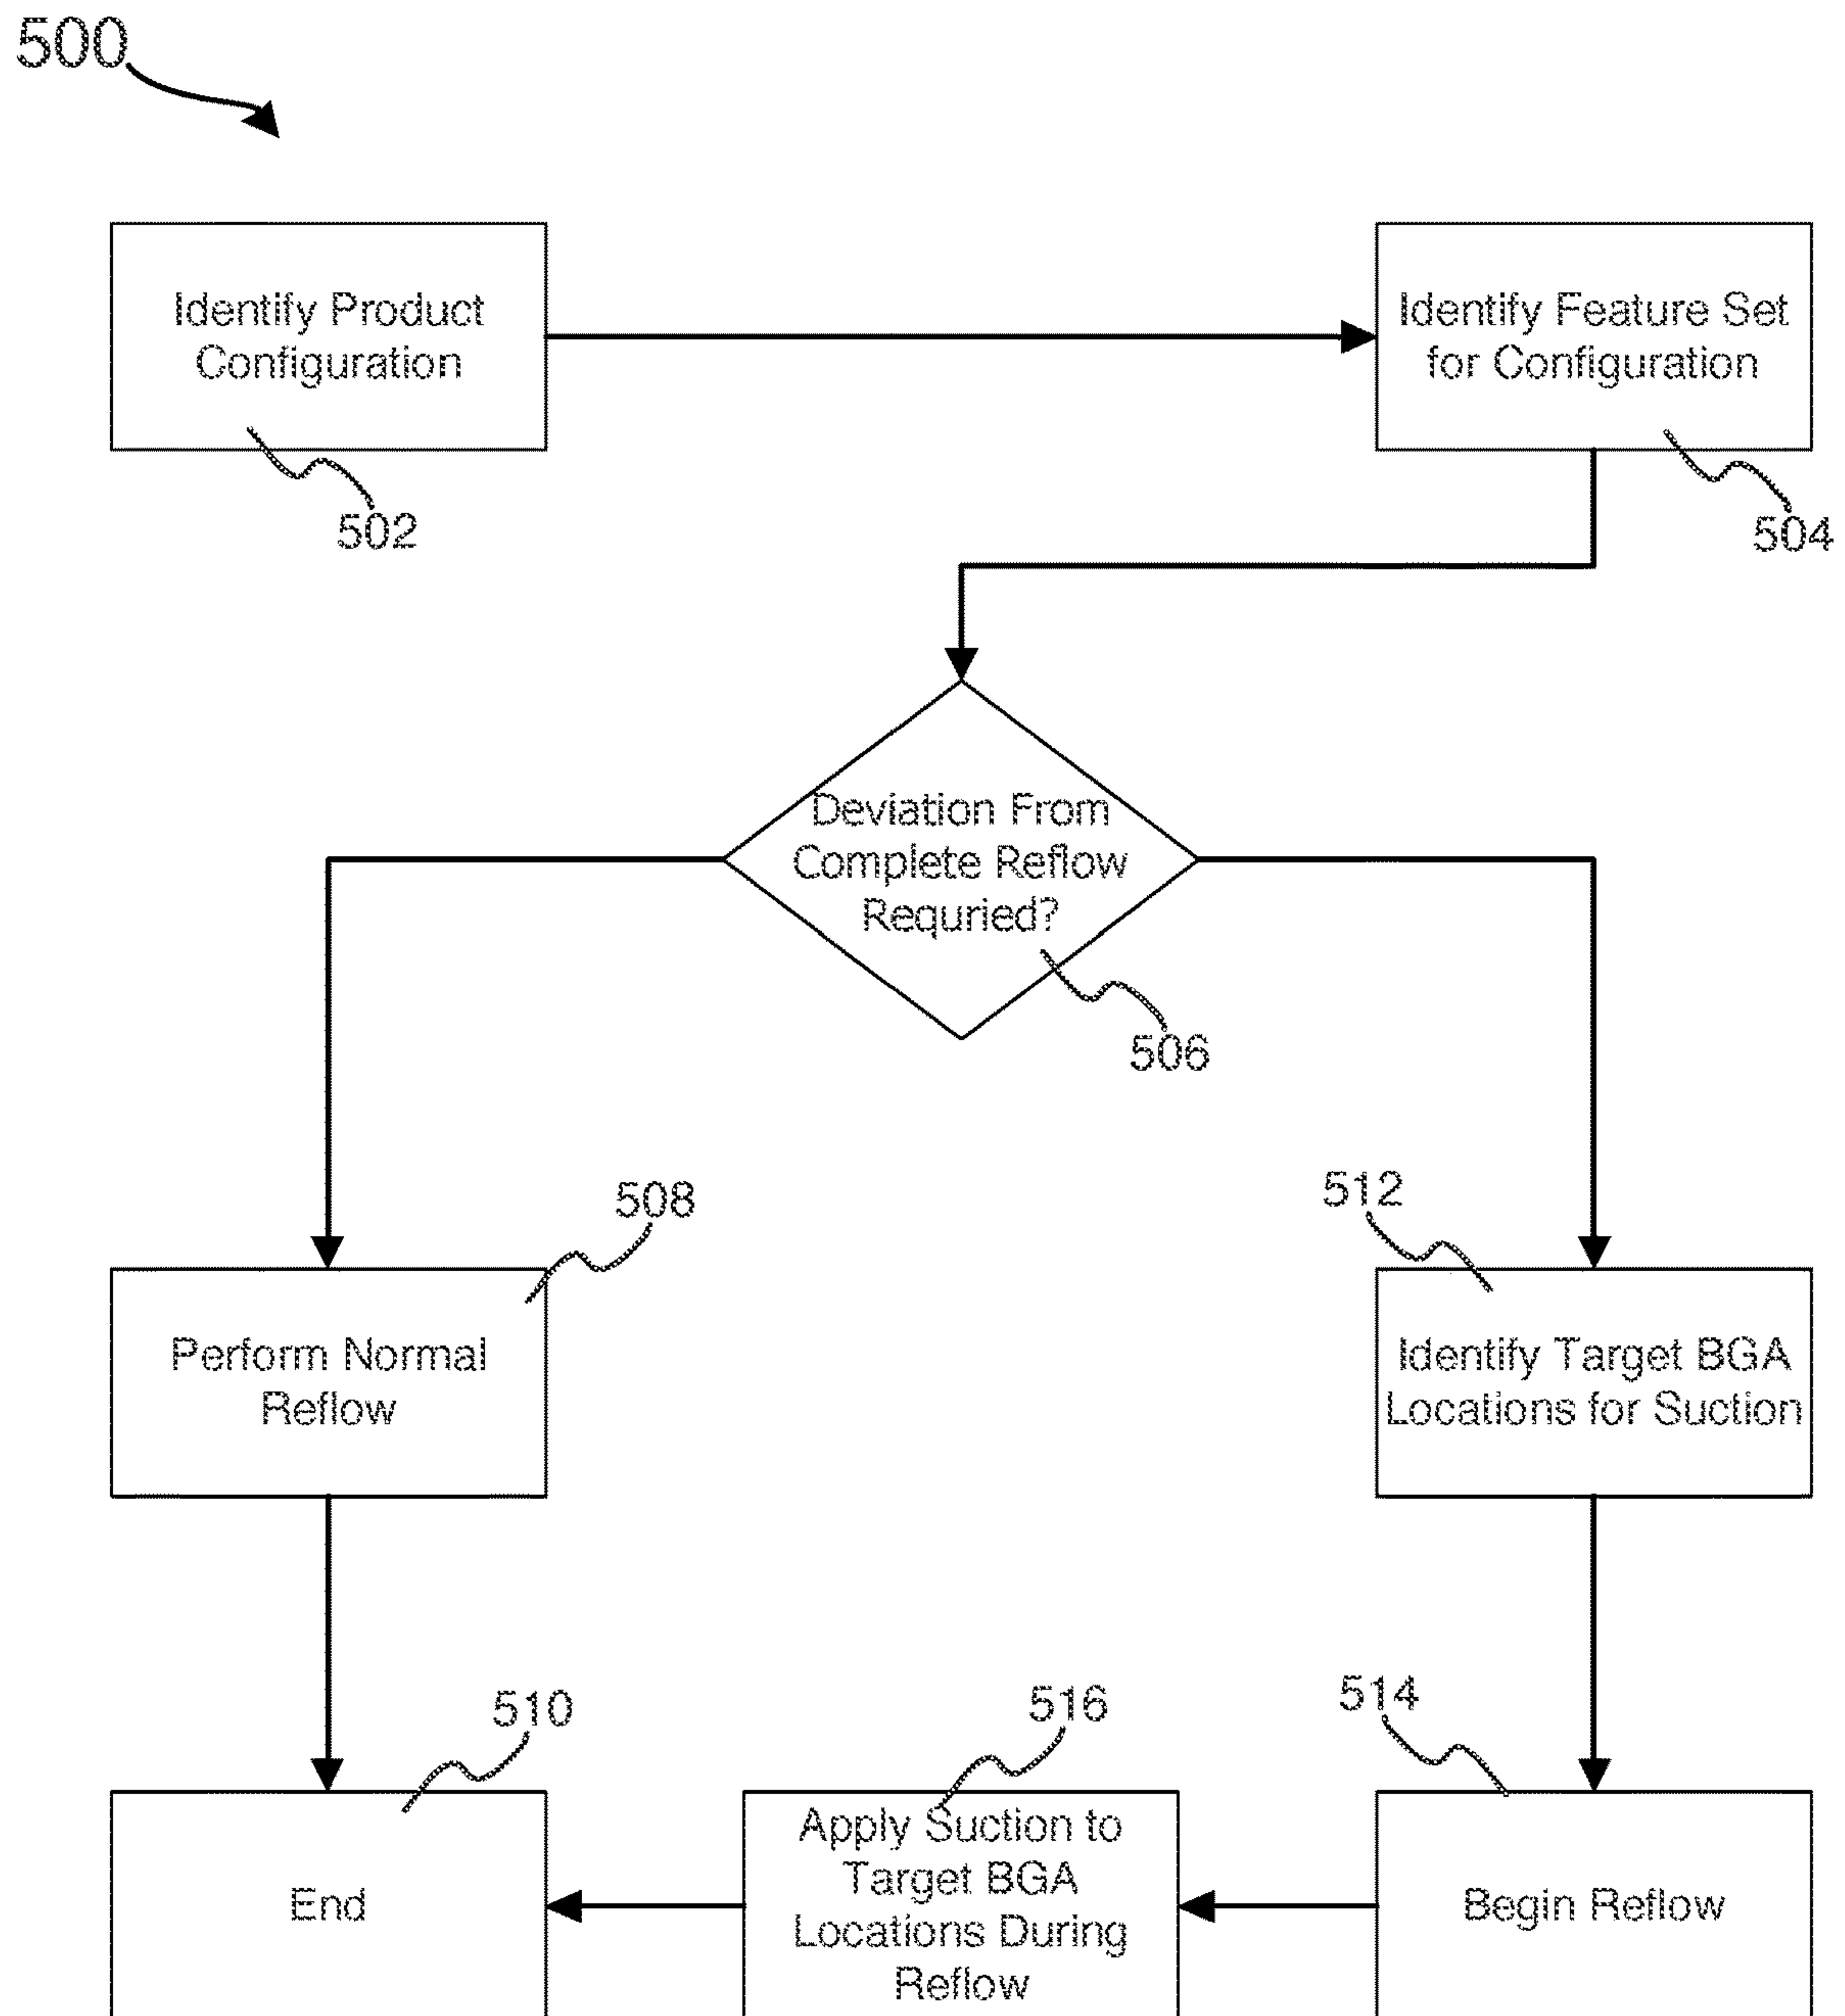 500
Identify Product
Configuration
502
Identify Feature Set
for Configuration
504
Deviation From
Complete Reflow
Requried?
506
508
Perform Normal
Reflow
512
Identify Target BGA
Locations for Suction
510
End
516
Apply Suction to
Target BGA
Locations During
Reflow
514
Begin Reflow